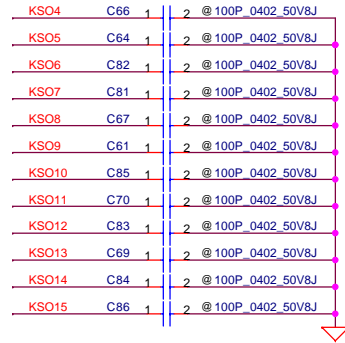 KSO4 C66 1 2 @100P_0402_50V8J
KSO5 C64 1 2 @100P_0402_50V8J
KSO6 C82 1 2 @100P_0402_50V8J
KSO7 C81 1 2 @100P_0402_50V8J
KSO8 C67 1 2 @100P_0402_50V8J
KSO9 C61 1 2 @100P_0402_50V8J
KSO10 C85 1 2 @100P_0402_50V8J
KSO11 C70 1 2 @100P_0402_50V8J
KSO12 C83 1 2 @100P_0402_50V8J
KSO13 C69 1 2 @100P_0402_50V8J
KSO14 C84 1 2 @100P_0402_50V8J
KSO15 C86 1 2 @100P_0402_50V8J